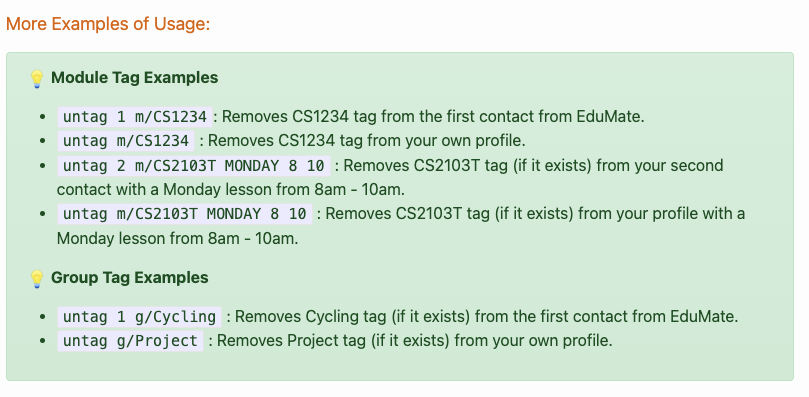 More Examples of Usage:
💡 Module Tag Examples
• untag 1 m/CS1234 : Removes CS1234 tag from the first contact from EduMate.
• untag m/CS1234 : Removes CS1234 tag from your own profile.
• untag 2 m/CS2103T MONDAY 8 10 : Removes CS2103T tag (if it exists) from your second
contact with a Monday lesson from 8am - 10am.
• untag m/CS2103T MONDAY 8 10 : Removes CS2103T tag (if it exists) from your profile with a
Monday lesson from 8am - 10am.
💡 Group Tag Examples
• untag 1 g/Cycling : Removes Cycling tag (if it exists) from the first contact from EduMate.
• untag g/Project : Removes Project tag (if it exists) from your own profile.